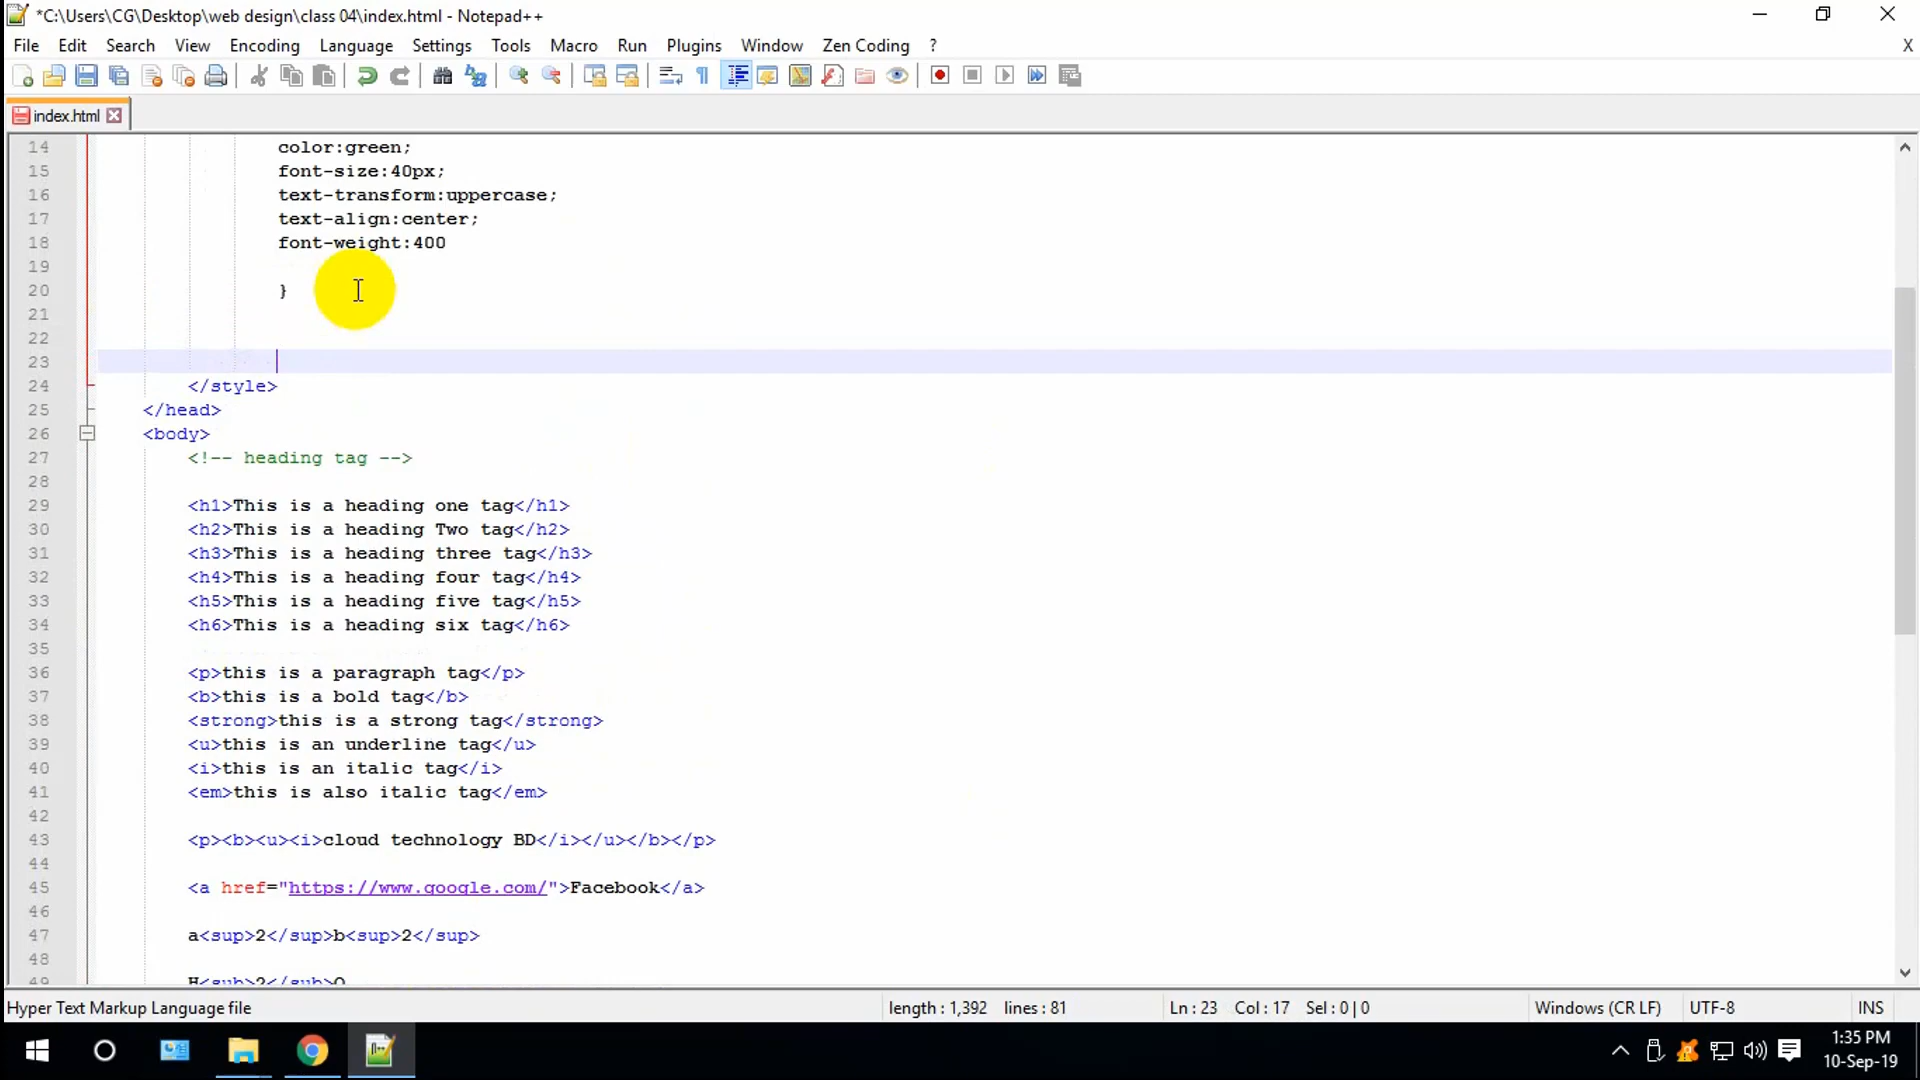 *C:\Users\CG\Desktop\web design\class 04\index.html - Notepad++
File Edit Search View Encoding Language Settings Tools Macro Run Plugins Window Zen Coding ? X
index.html
14 color:green;
15 font-size:40px;
16 text-transform:uppercase;
17 text-align:center;
18 font-weight:400
19
20 }
21
22
23
24 </style>
25 </head>
26 <body>
27 <!-- heading tag -->
28
29 <h1>This is a heading one tag</h1>
30 <h2>This is a heading Two tag</h2>
31 <h3>This is a heading three tag</h3>
32 <h4>This is a heading four tag</h4>
33 <h5>This is a heading five tag</h5>
34 <h6>This is a heading six tag</h6>
35
36 <p>this is a paragraph tag</p>
37 <b>this is a bold tag</b>
38 <strong>this is a strong tag</strong>
39 <u>this is an underline tag</u>
40 <i>this is an italic tag</i>
41 <em>this is also italic tag</em>
42
43 <p><b><u><i>cloud technology BD</i></u></b></p>
44
45 <a href="https://www.google.com/">Facebook</a>
46
47 a<sup>2</sup>b<sup>2</sup>
48
49 H<sub>2</sub>O
Hyper Text Markup Language file length : 1,392 lines : 81 Ln : 23 Col : 17 Sel : 0 | 0 Windows (CR LF) UTF-8 INS
1:35 PM
10-Sep-19